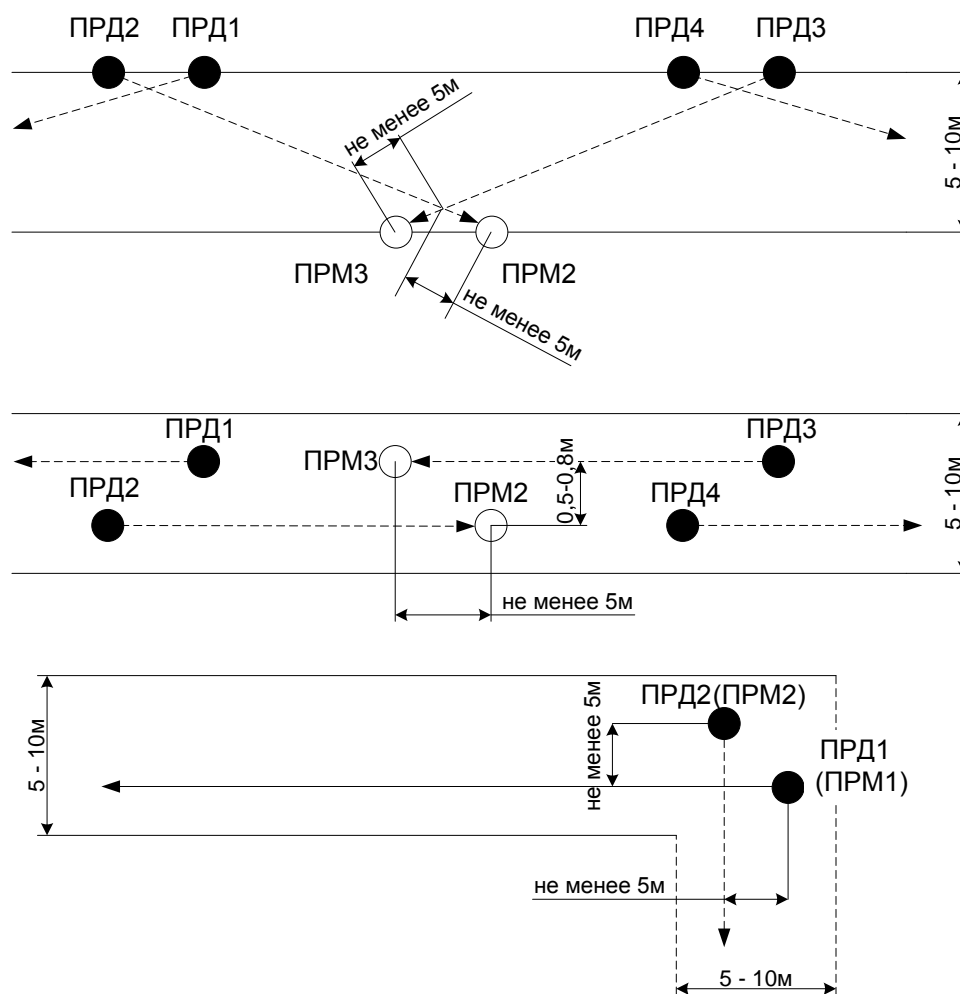 ПРД2 ПРД1 ПРД4 ПРД3
не менее 5м
5 - 10м
ПРМ3 ПРМ2
не менее 5м
ПРД1 ПРД3
ПРМ3
ПРД2 ПРМ2 ПРД4
0,5-0,8м
5 - 10м
не менее 5м
ПРД2(ПРМ2)
не менее 5м
5 - 10м
ПРД1
(ПРМ1)
не менее 5м
5 - 10м